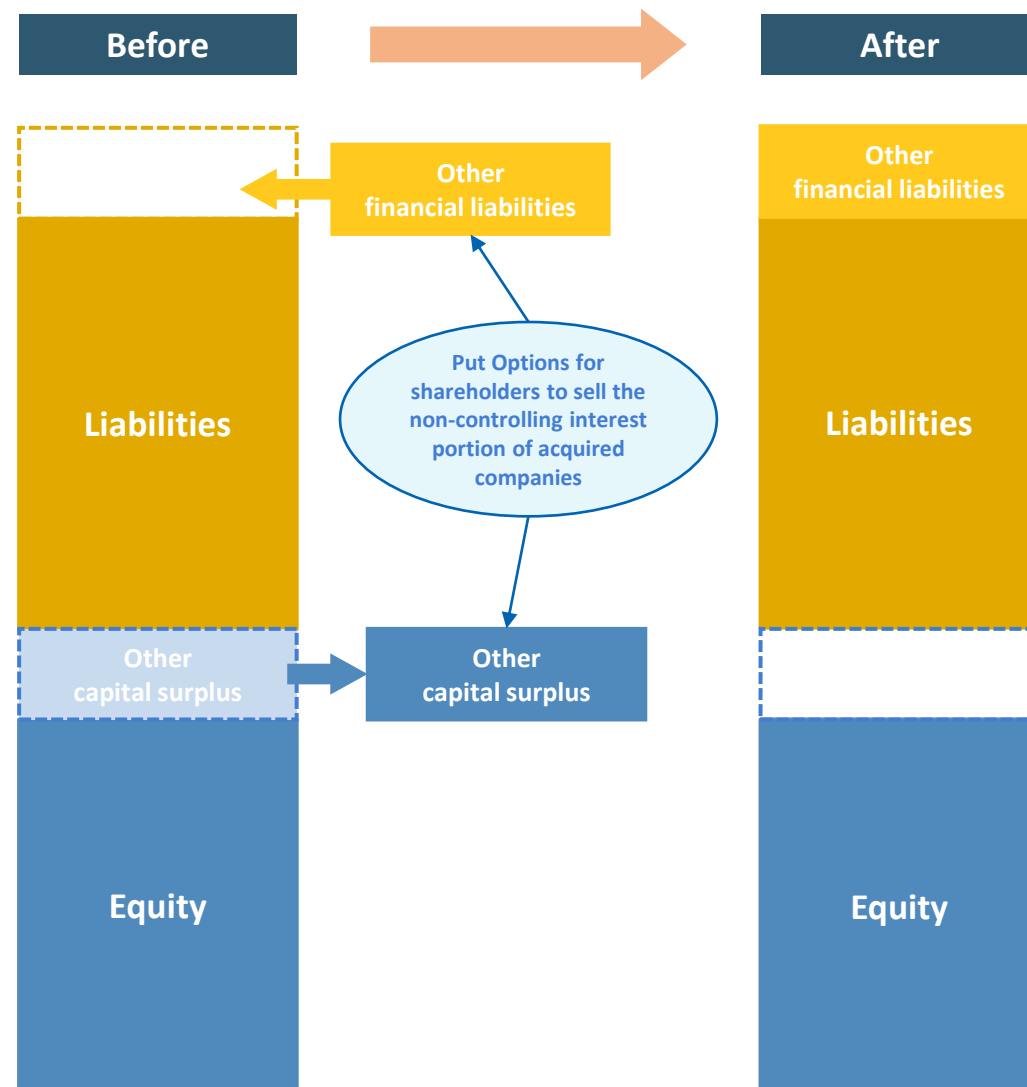 Before
After
Other
financial liabilities
Other
financial liabilities
Put Options for
shareholders to sell the
non-controlling interest
portion of acquired
companies
Liabilities
Liabilities
Other
capital surplus
Other
capital surplus
Equity
Equity